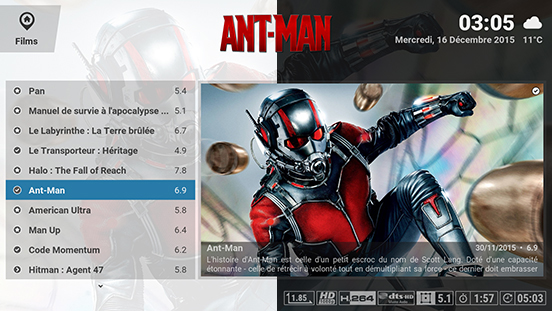 Films
ANT-MAN
03:05
Mercredi, 16 Décembre 2015 11°C
Pan 5.4
Manuel de survie à l'apocalypse ... 5.1
Le Labyrinthe : La Terre brûlée 6.7
Le Transporteur : Héritage 4.9
Halo : The Fall of Reach 7.8
Ant-Man 6.9
American Ultra 5.8
Man Up 6.4
Code Momentum 6.2
Hitman : Agent 47 5.8
Ant-Man 30/11/2015 • 6.9
L'histoire d'Ant-Man est celle d'un petit escroc du nom de Scott Lang. Doté d'une capacité
étonnante - celle de rétrécir à volonté tout en démultipliant sa force - ce dernier doit embrasser
1.85 HD H.264 dts-HD 5.1 1:57 05:03